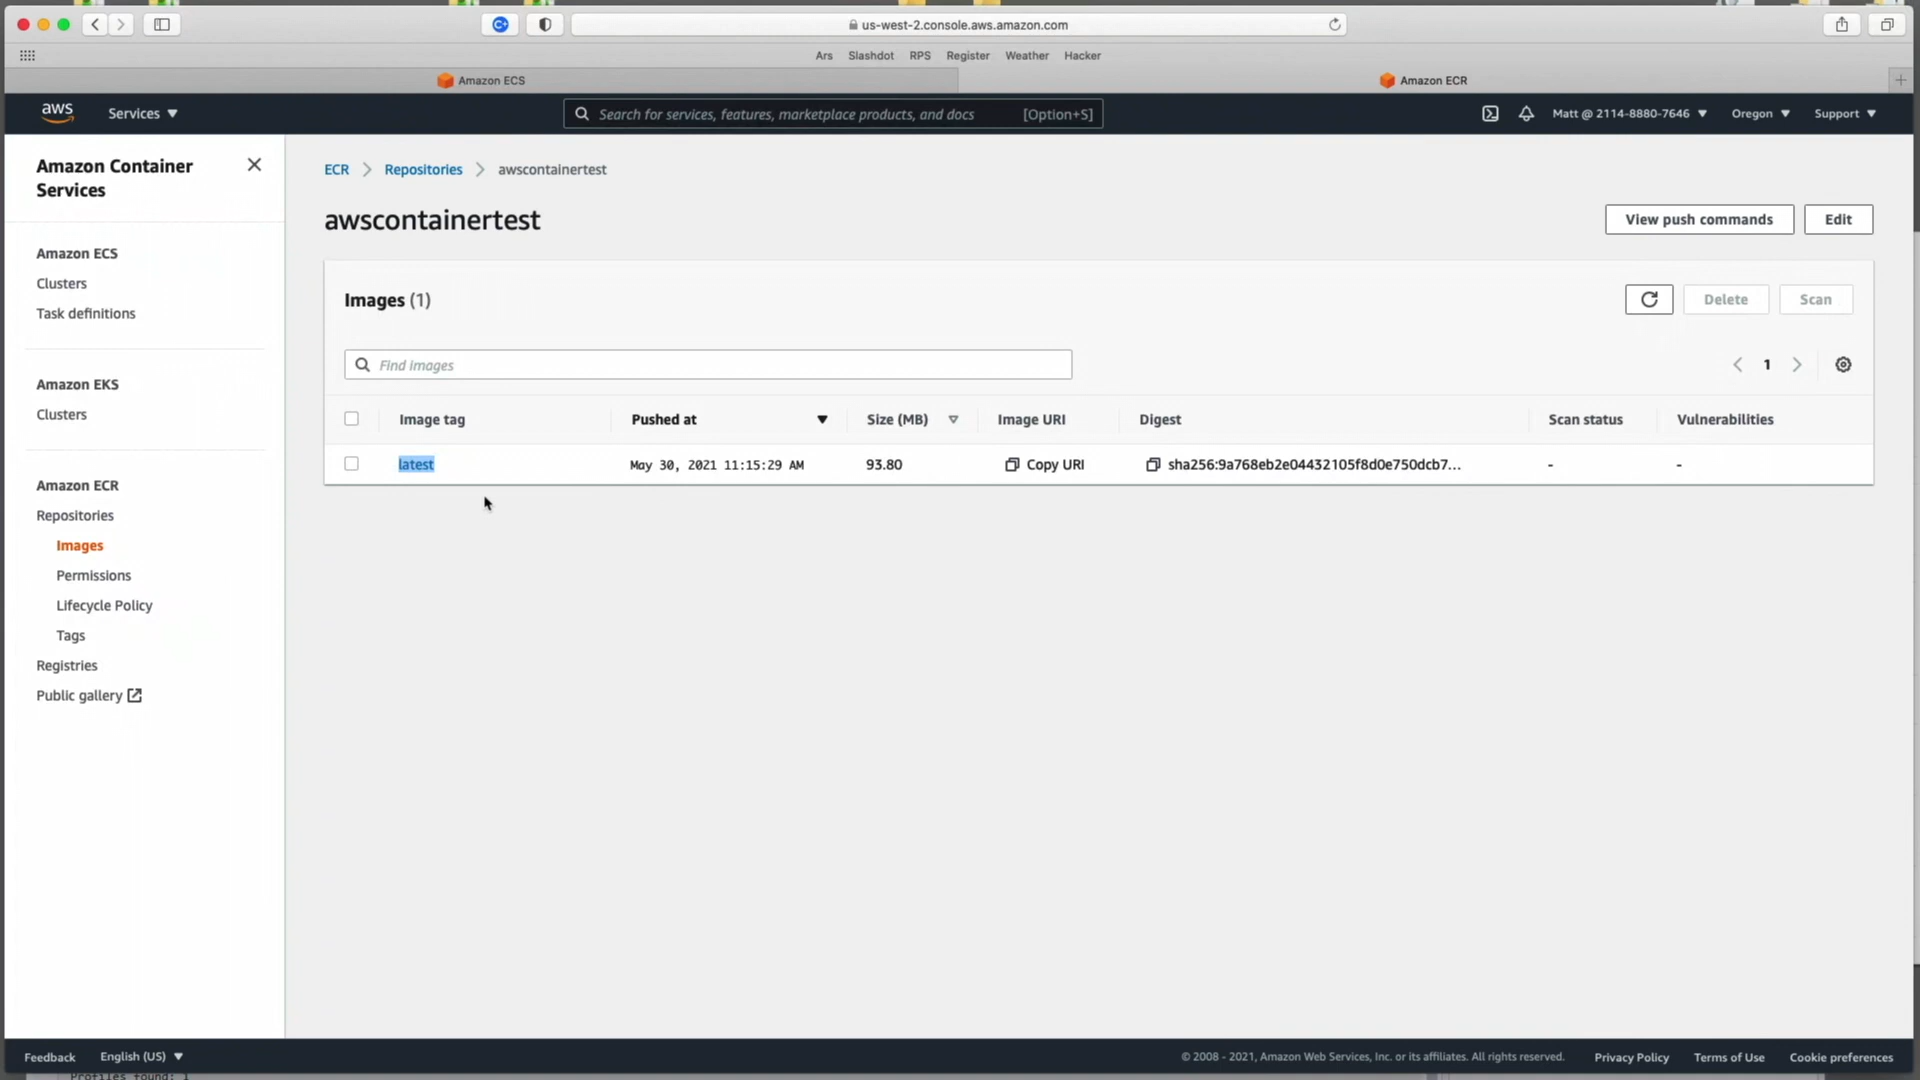 us-west-2.console.aws.amazon.com
Ars Slashdot RPS Register Weather Hacker
Amazon ECS
Amazon ECR
aws Services Search for services, features, marketplace products, and docs [Option+S] Matt @ 2114-8880-7646 Oregon Support
Amazon Container
Services
Amazon ECS
Clusters
Task definitions
Amazon EKS
Clusters
Amazon ECR
Repositories
Images
Permissions
Lifecycle Policy
Tags
Registries
Public gallery
ECR Repositories awscontainertest
awscontainertest
View push commands Edit
Images (1)
Delete Scan
Find images
1
Image tag Pushed at Size (MB) Image URI Digest Scan status Vulnerabilities
latest May 30, 2021 11:15:29 AM 93.80 Copy URI sha256:9a768eb2e04432105f8d0e750dcb7... - -
Feedback English (US) © 2008 - 2021, Amazon Web Services, Inc. or its affiliates. All rights reserved. Privacy Policy Terms of Use Cookie preferences
Profiles found: 1